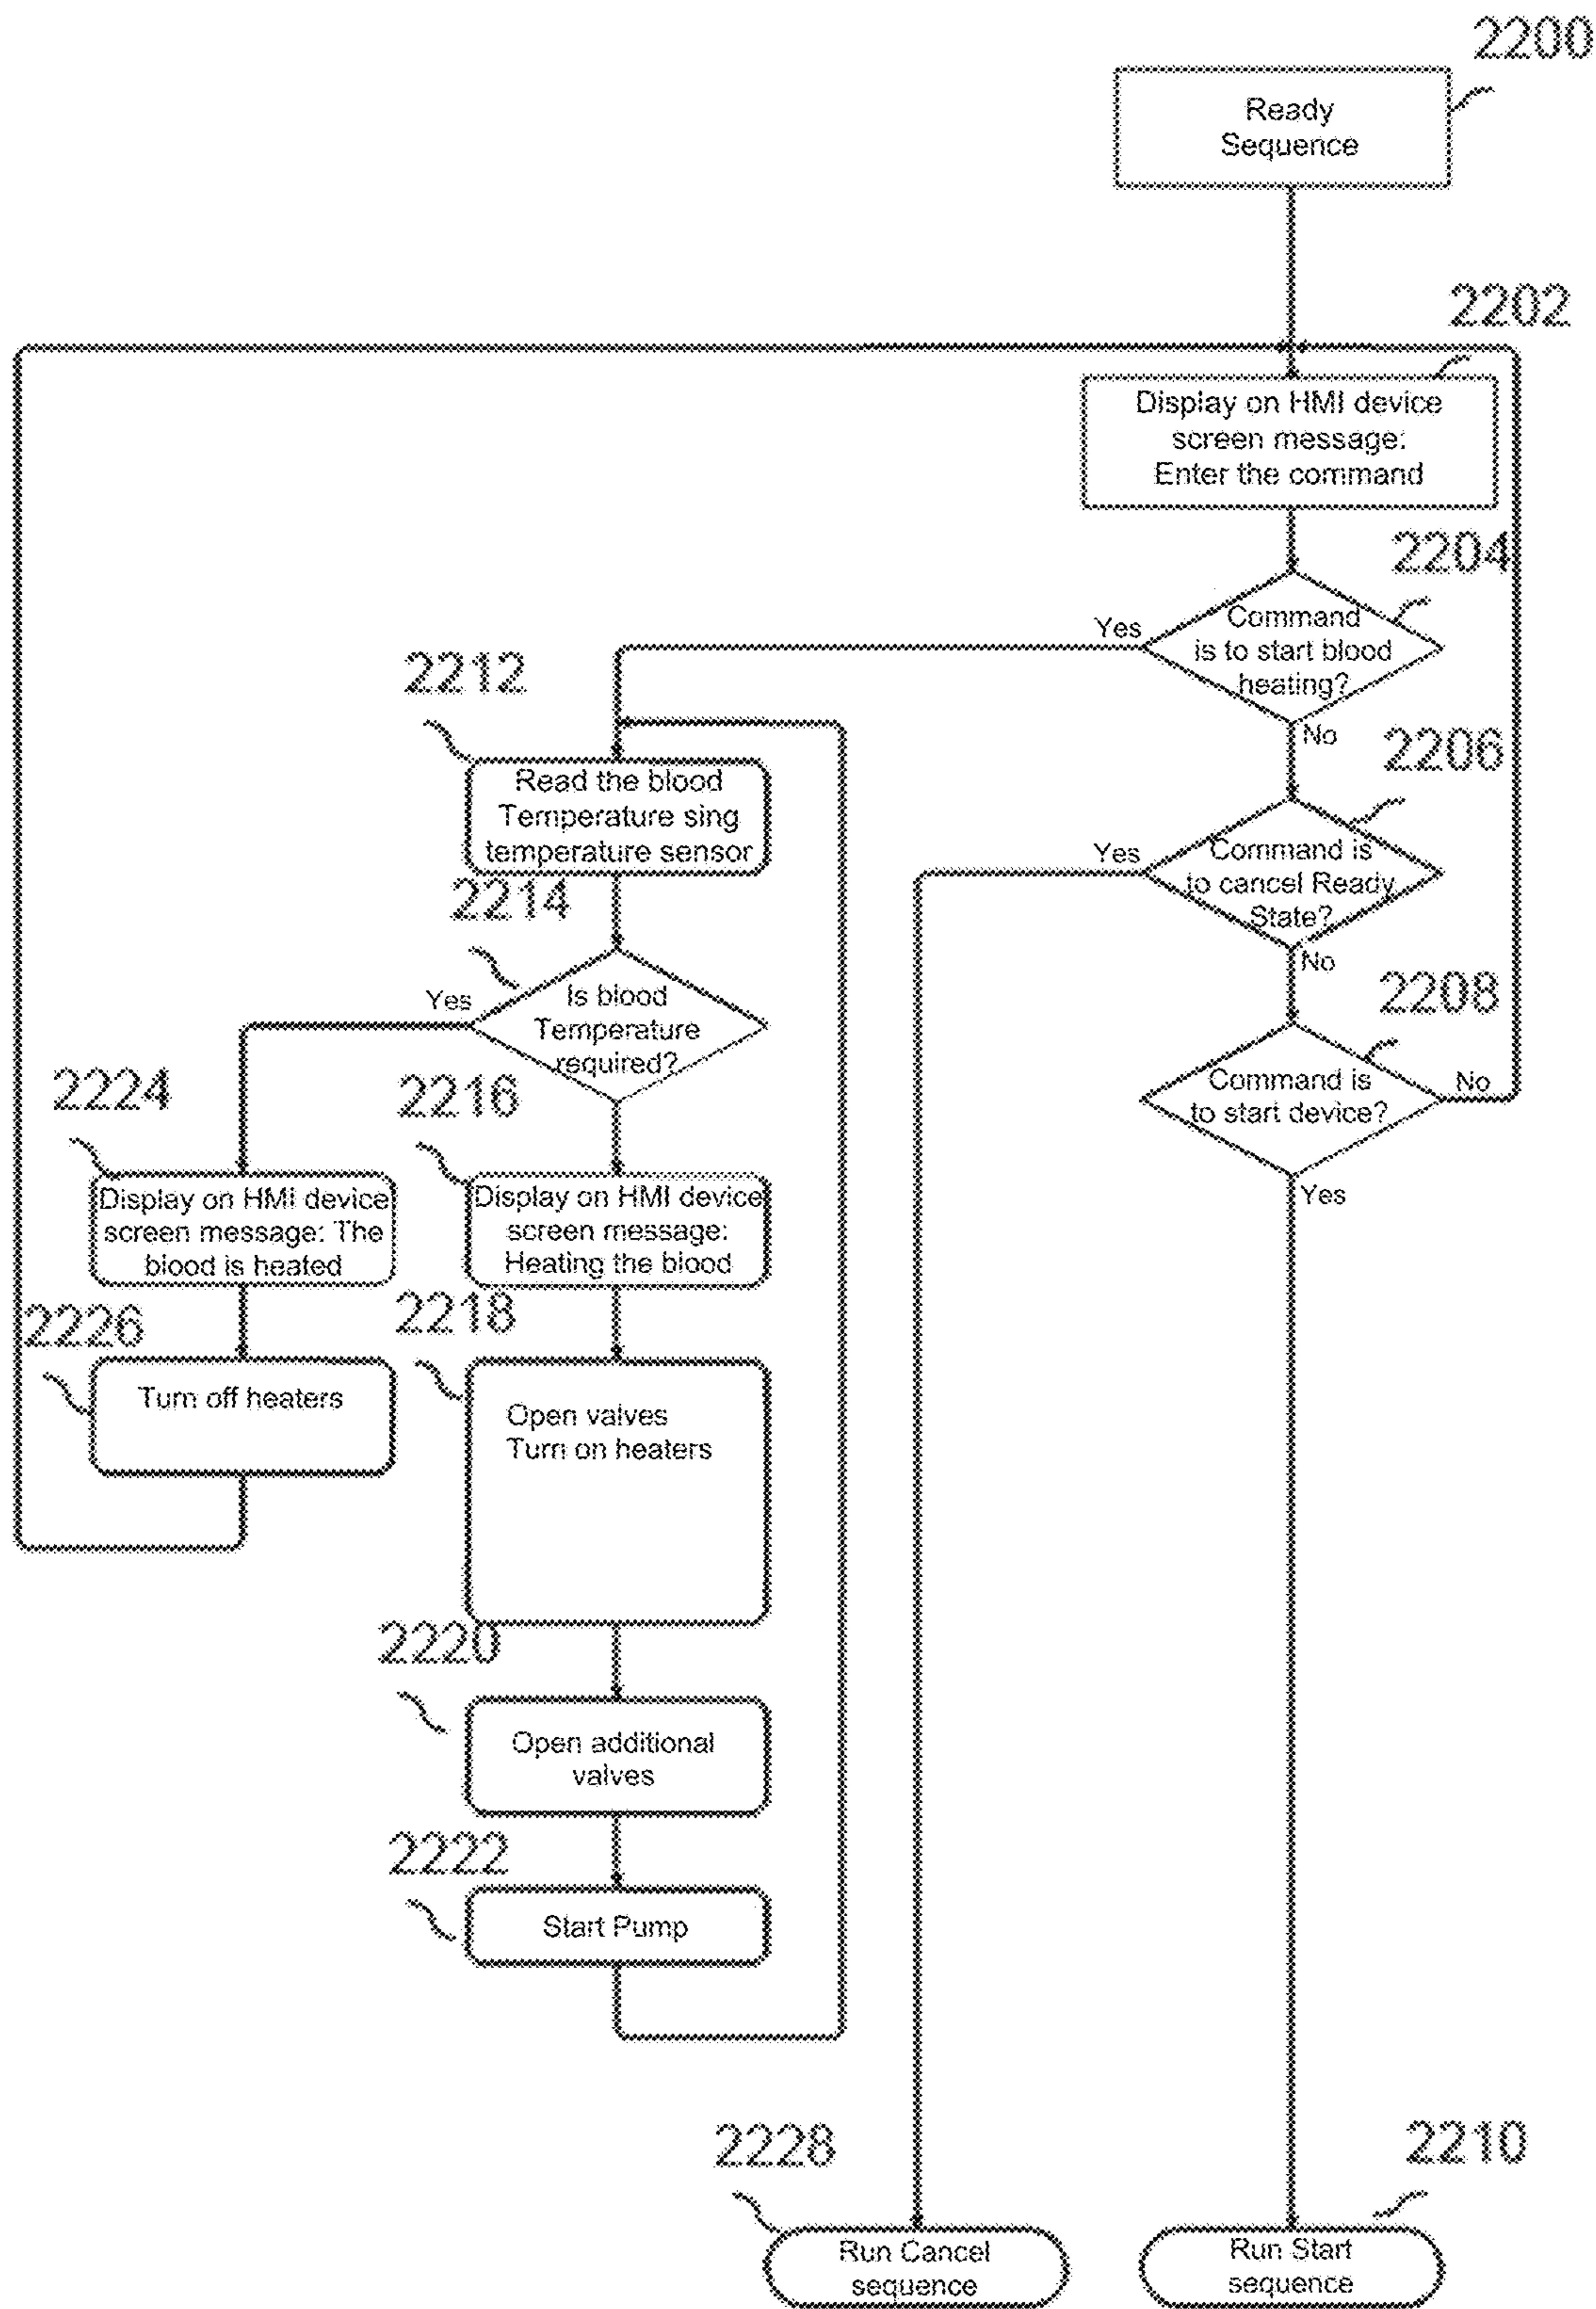 2200
Ready
Sequence
2202
Display on HMI device
screen message:
Enter the command
2204
Command
is to start blood
heating?
Yes
No
2206
Command is
to cancel Ready
State?
Yes
No
2208
Command is
to start device?
No
Yes
2212
Read the blood
Temperature sing
temperature sensor
2214
Is blood
Temperature
required?
Yes
2224
Display on HMI device
screen message: The
blood is heated
2216
Display on HMI device
screen message:
Heating the blood
2226
Turn off heaters
2218
Open valves
Turn on heaters
2220
Open additional
valves
2222
Start Pump
2228
Run Cancel
sequence
2210
Run Start
sequence